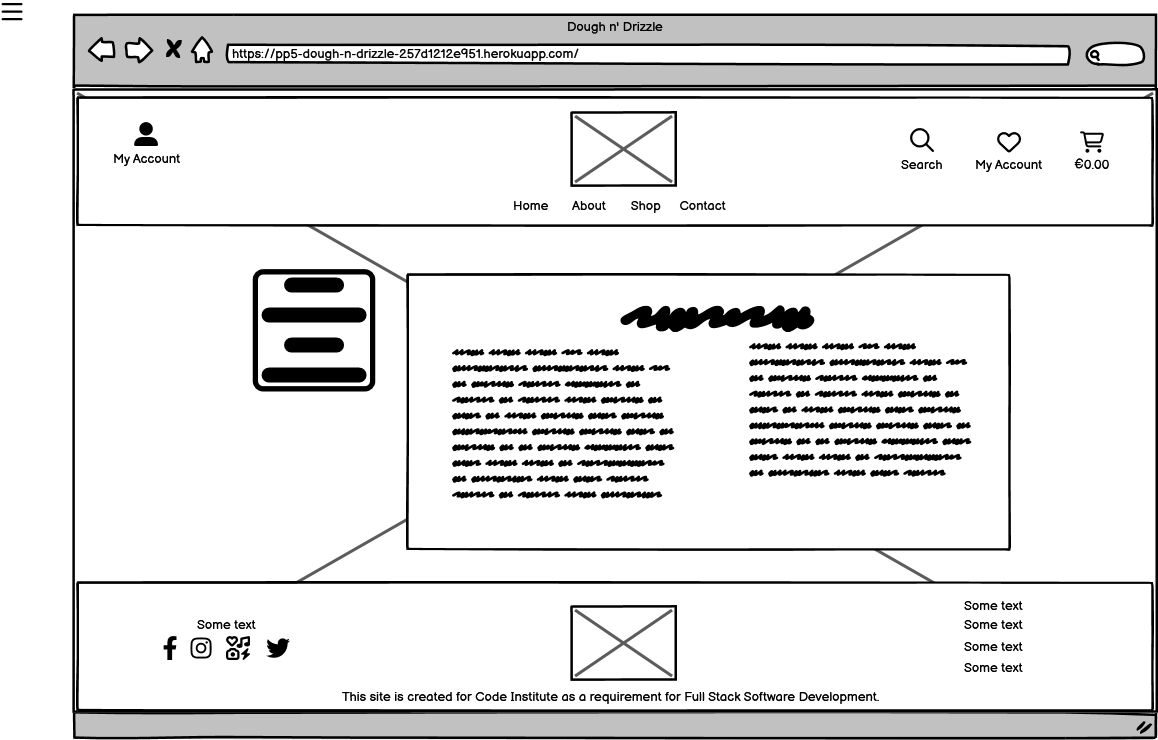 Dough n' Drizzle
https://pp5-dough-n-drizzle-257d1212e951.herokuapp.com/
My Account
Search
My Account
€0.00
Home About Shop Contact
Some text
Some text
Some text
Some text
Some text
This site is created for Code Institute as a requirement for Full Stack Software Development.